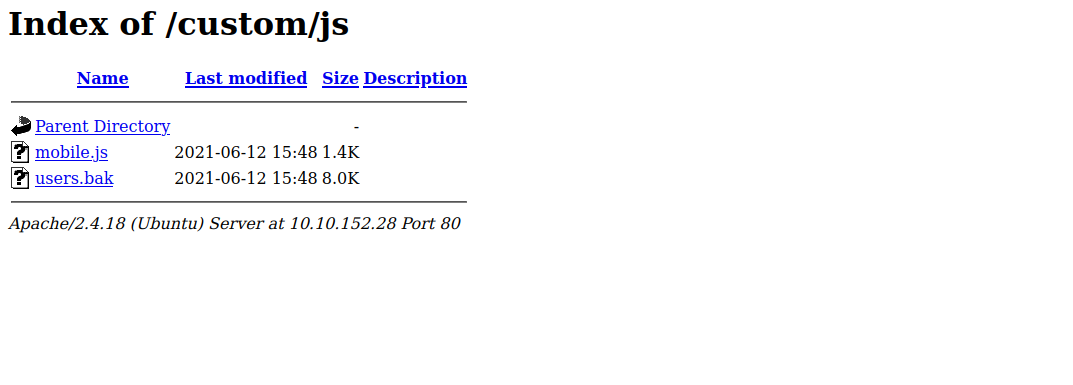 Index of /custom/js
Name Last modified Size Description
Parent Directory -
mobile.js 2021-06-12 15:48 1.4K
users.bak 2021-06-12 15:48 8.0K
Apache/2.4.18 (Ubuntu) Server at 10.10.152.28 Port 80